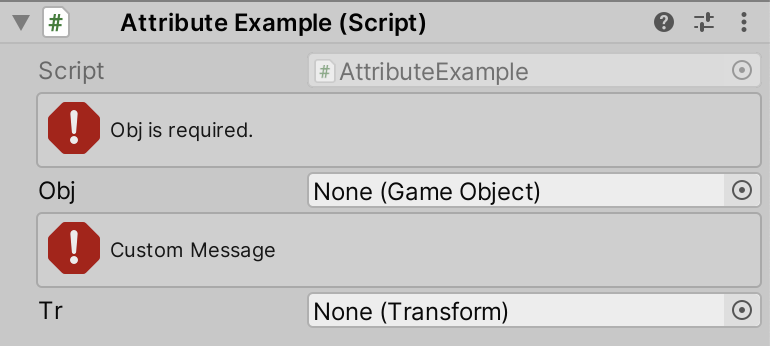 Attribute Example (Script)
Script
AttributeExample
Obj is required.
Obj
None (Game Object)
Custom Message
Tr
None (Transform)